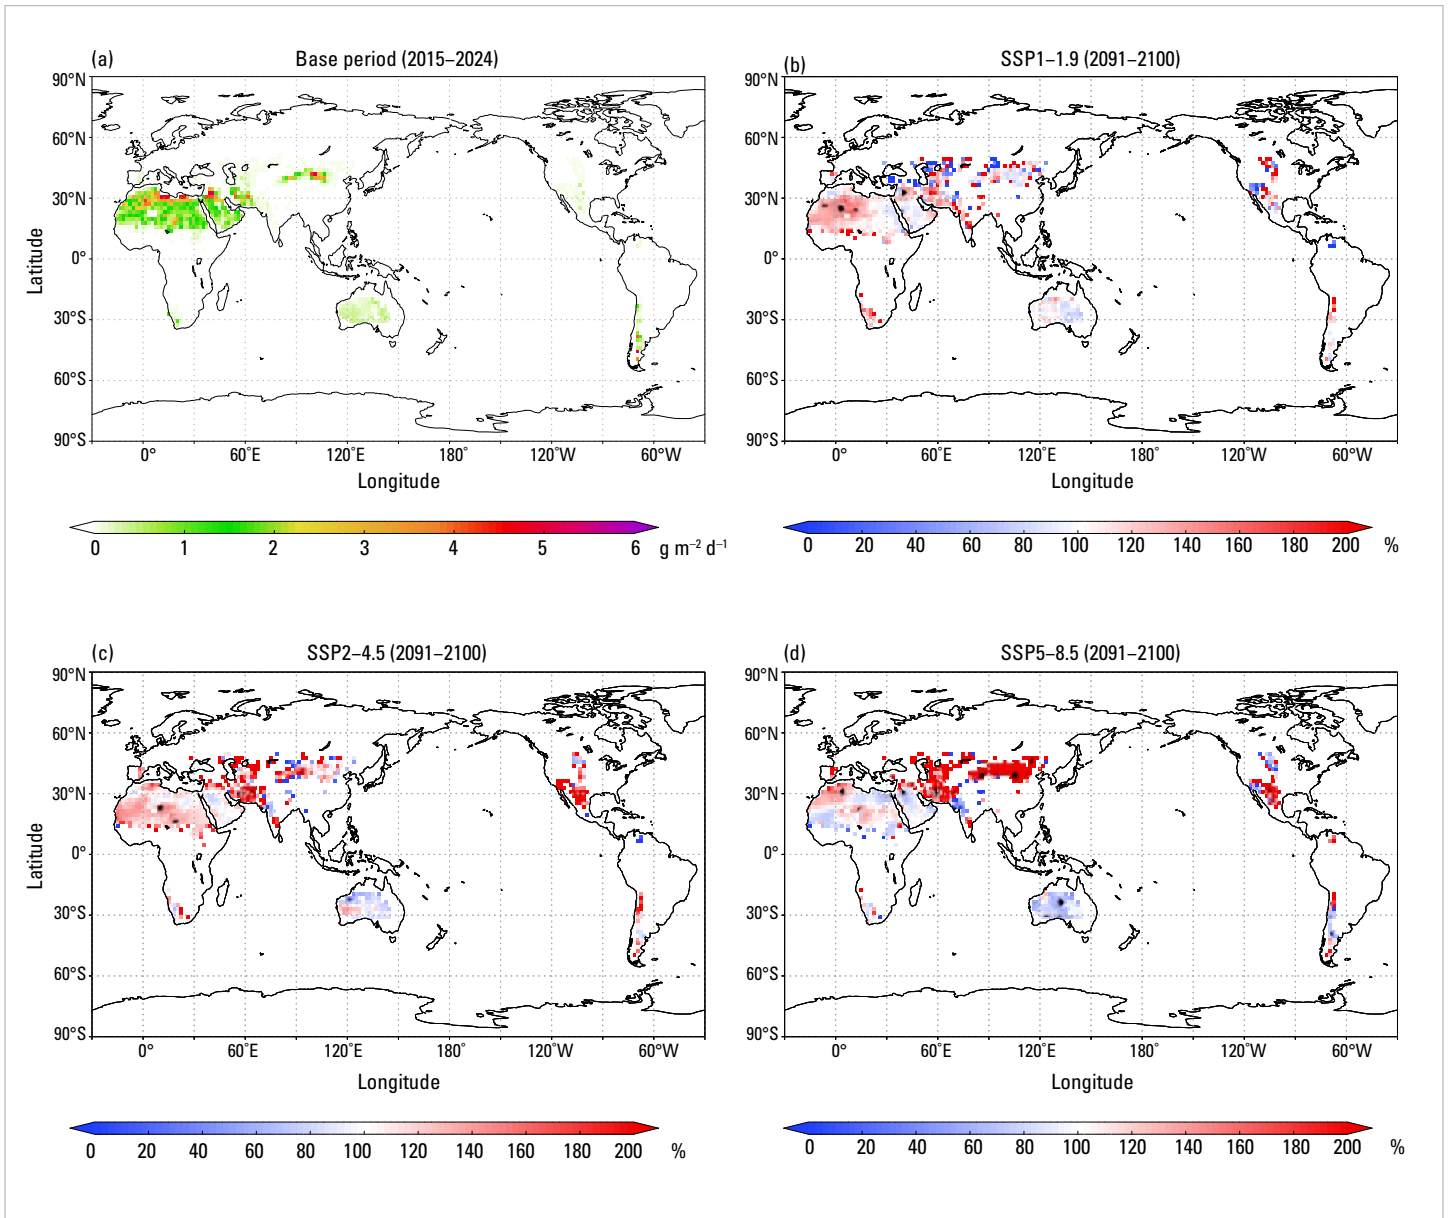 (a) Base period (2015–2024)
90°N
60°N
30°N
0°
30°S
60°S
90°S
Latitude
0° 60°E 120°E 180° 120°W 60°W
Longitude
0 1 2 3 4 5 6 g m⁻² d⁻¹
(b) SSP1–1.9 (2091–2100)
90°N
60°N
30°N
0°
30°S
60°S
90°S
0° 60°E 120°E 180° 120°W 60°W
Longitude
0 20 40 60 80 100 120 140 160 180 200 %
(c) SSP2–4.5 (2091–2100)
90°N
60°N
30°N
0°
30°S
60°S
90°S
Latitude
0° 60°E 120°E 180° 120°W 60°W
Longitude
0 20 40 60 80 100 120 140 160 180 200 %
(d) SSP5–8.5 (2091–2100)
90°N
60°N
30°N
0°
30°S
60°S
90°S
0° 60°E 120°E 180° 120°W 60°W
Longitude
0 20 40 60 80 100 120 140 160 180 200 %